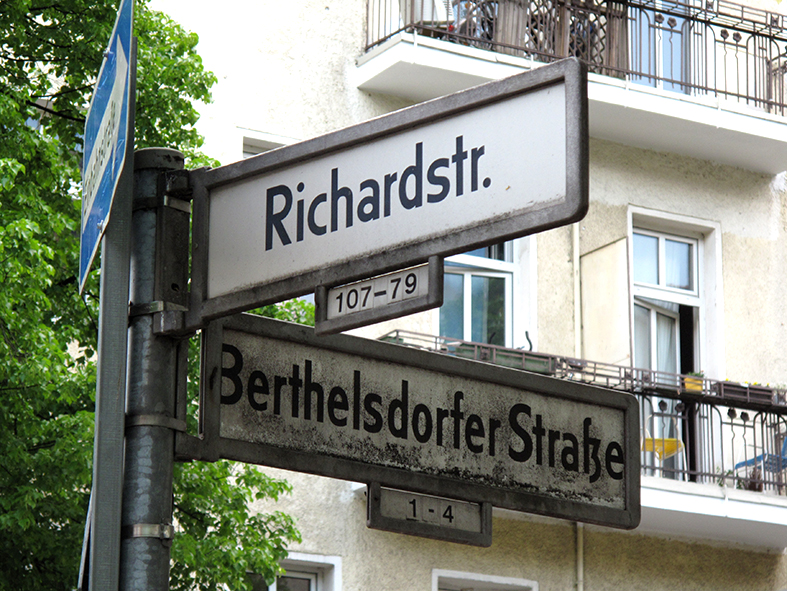 Richardstr.
107-79
Berthelsdorfer Straße
1-4